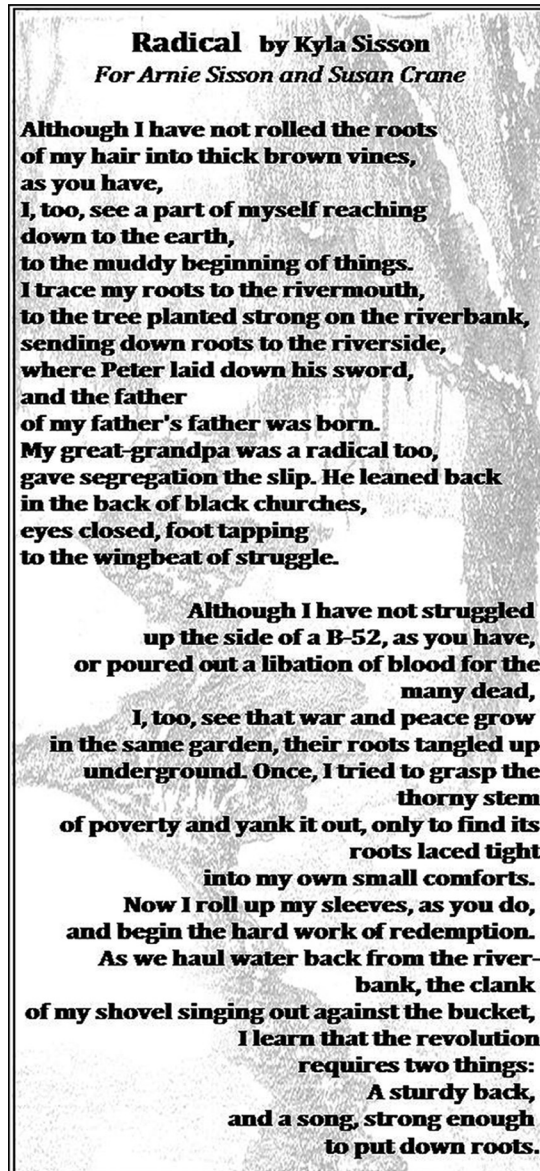 Radical by Kyla Sisson
For Arnie Sisson and Susan Crane
Although I have not rolled the roots
of my hair into thick brown vines,
as you have,
I, too, see a part of myself reaching
down to the earth,
to the muddy beginning of things.
I trace my roots to the rivermouth,
to the tree planted strong on the riverbank,
sending down roots to the riverside,
where Peter laid down his sword,
and the father
of my father's father was born.
My great-grandpa was a radical too,
gave segregation the slip. He leaned back
in the back of black churches,
eyes closed, foot tapping
to the wingbeat of struggle.
Although I have not struggled
up the side of a B-52, as you have,
or poured out a libation of blood for the
many dead,
I, too, see that war and peace grow
in the same garden, their roots tangled up
underground. Once, I tried to grasp the
thorny stem
of poverty and yank it out, only to find its
roots laced tight
into my own small comforts.
Now I roll up my sleeves, as you do,
and begin the hard work of redemption.
As we haul water back from the river-
bank, the clank
of my shovel singing out against the bucket,
I learn that the revolution
requires two things:
A sturdy back,
and a song, strong enough
to put down roots.